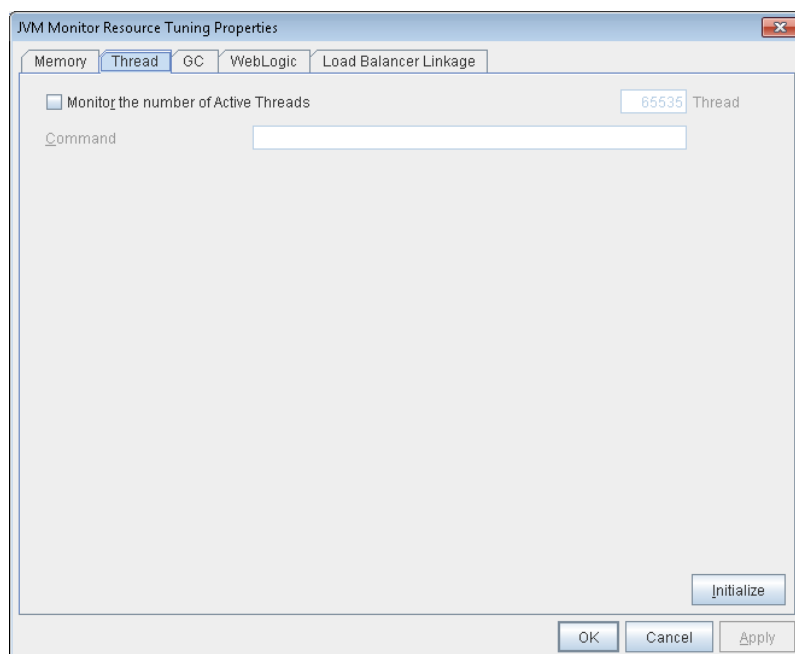 JVM Monitor Resource Tuning Properties
Memory Thread GC WebLogic Load Balancer Linkage
Monitor the number of Active Threads 65535 Thread
Command
Initialize
OK Cancel Apply